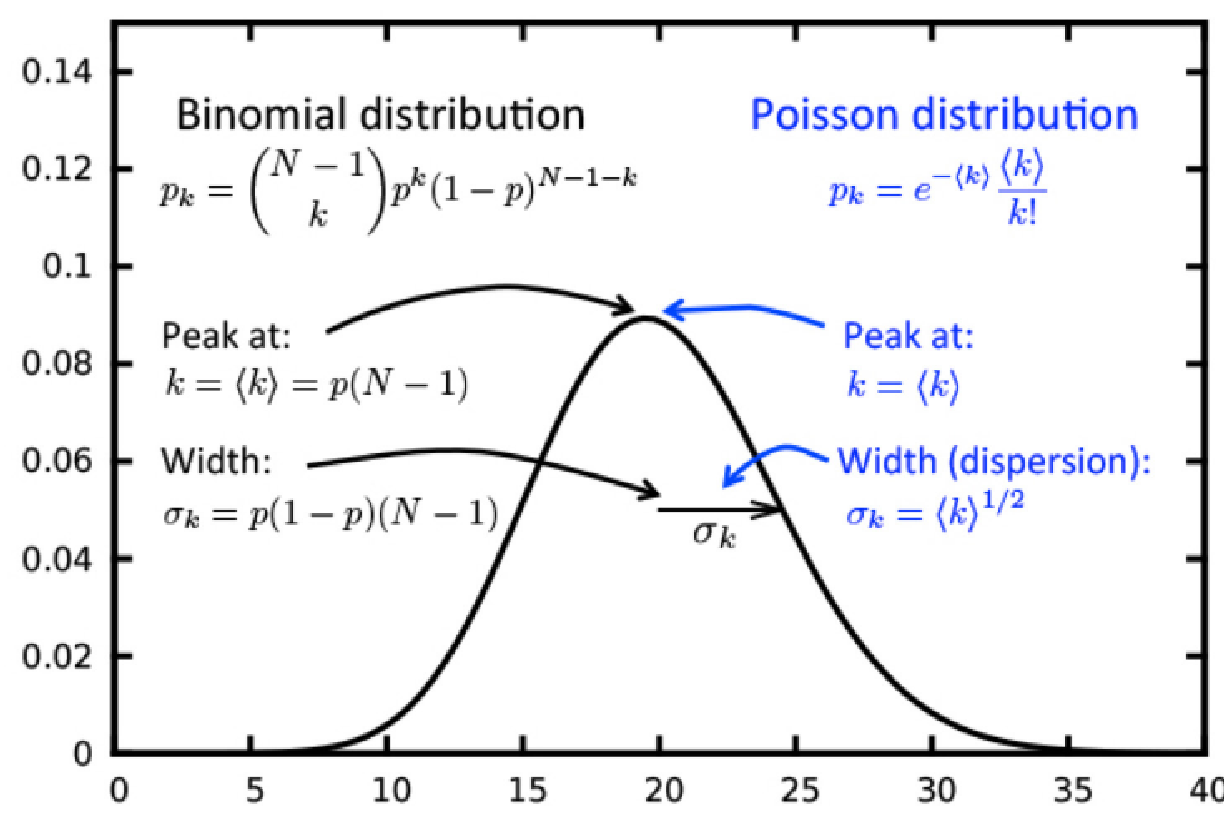 0.14
0.12
0.1
0.08
0.06
0.04
0.02
0
Binomial distribution
p_k = \binom{N-1}{k} p^k (1-p)^{N-1-k}
Poisson distribution
p_k = e^{-⟨k⟩} \frac{⟨k⟩}{k!}
Peak at:
k = ⟨k⟩ = p(N − 1)
Peak at:
k = ⟨k⟩
Width:
σ_k = p(1 − p)(N − 1)
Width (dispersion):
σ_k = ⟨k⟩^{1/2}
σ_k
0 5 10 15 20 25 30 35 40